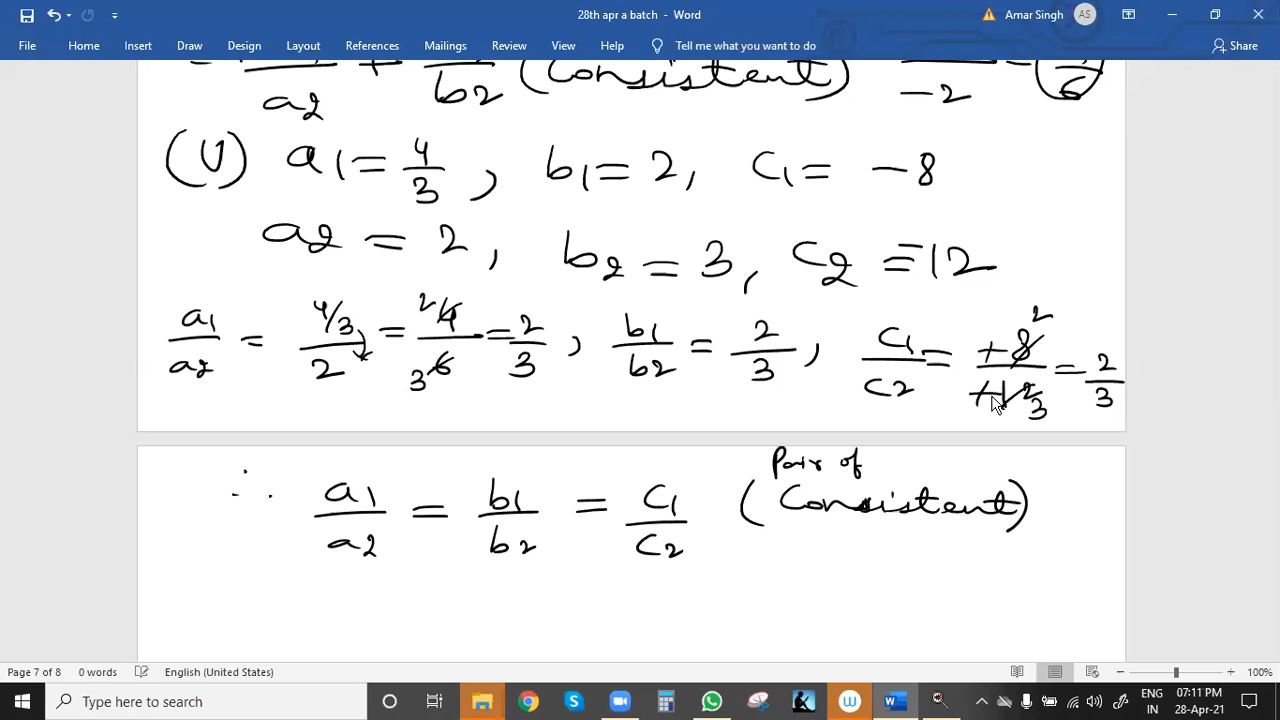 28th apr a batch - Word
Amar Singh AS
File Home Insert Draw Design Layout References Mailings Review View Help Tell me what you want to do Share
a2 + b2 (Consistent) -2 = 6
(V) a1 = 4/3, b1 = 2, c1 = -8
a2 = 2, b2 = 3, c2 = -12
a1/a2 = 4/3/2 = 4/6 = 2/3, b1/b2 = 2/3, c1/c2 = +8/+12 = 2/3
Pair of
∴ a1/a2 = b1/b2 = c1/c2 (Consistent)
Page 7 of 8 0 words English (United States) 100%
Type here to search
ENG 07:11 PM
IN 28-Apr-21